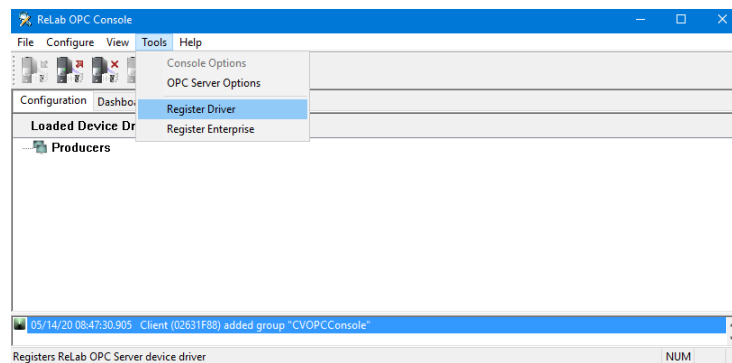 ReLab OPC Console
File Configure View Tools Help
Console Options
OPC Server Options
Configuration Dashbo
Register Driver
Loaded Device Dr
Register Enterprise
Producers
05/14/20 08:47:30.905 Client (02631F88) added group "CVOPCConsole"
Registers ReLab OPC Server device driver NUM